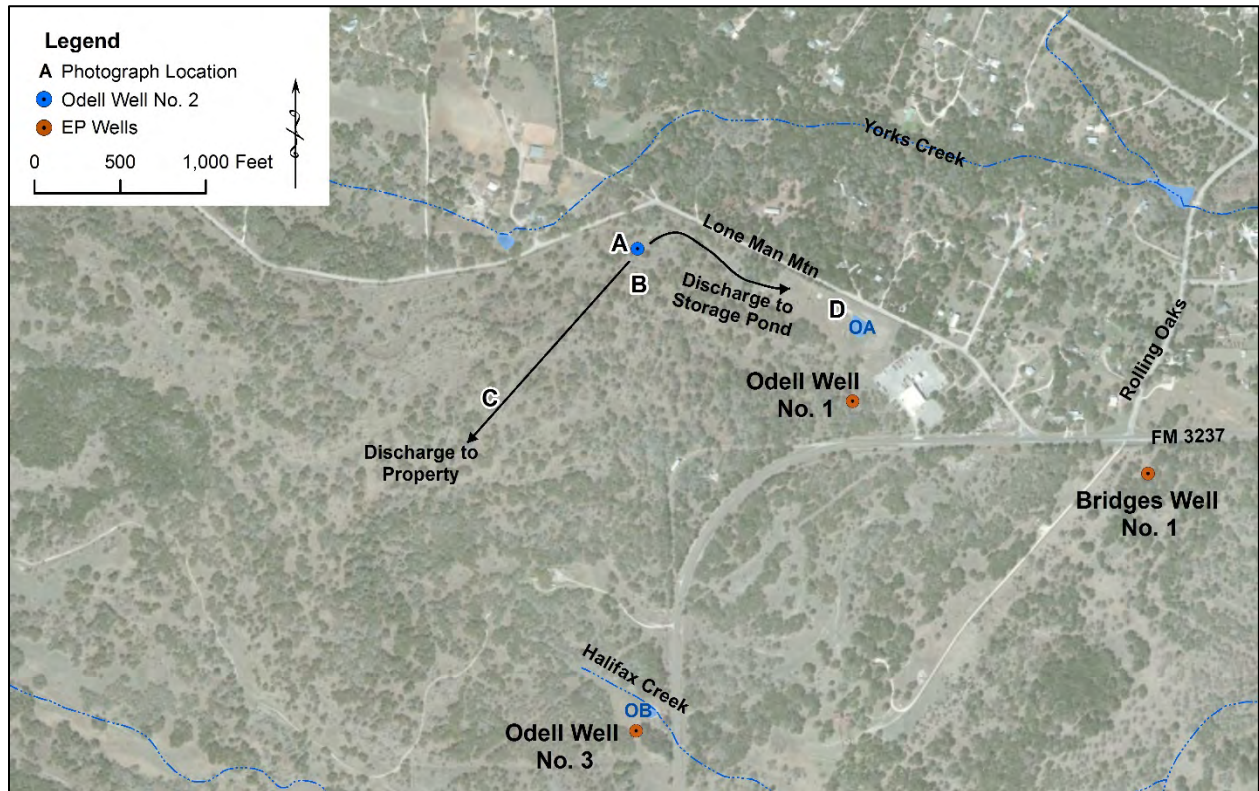 Legend
A Photograph Location
Odell Well No. 2
EP Wells
0 500 1,000 Feet
Yorks Creek
Lone Man Mtn
A
B
Discharge to
Storage Pond
D
OA
Rolling Oaks
Odell Well
No. 1
C
Discharge to
Property
FM 3237
Bridges Well
No. 1
Halifax Creek
OB
Odell Well
No. 3